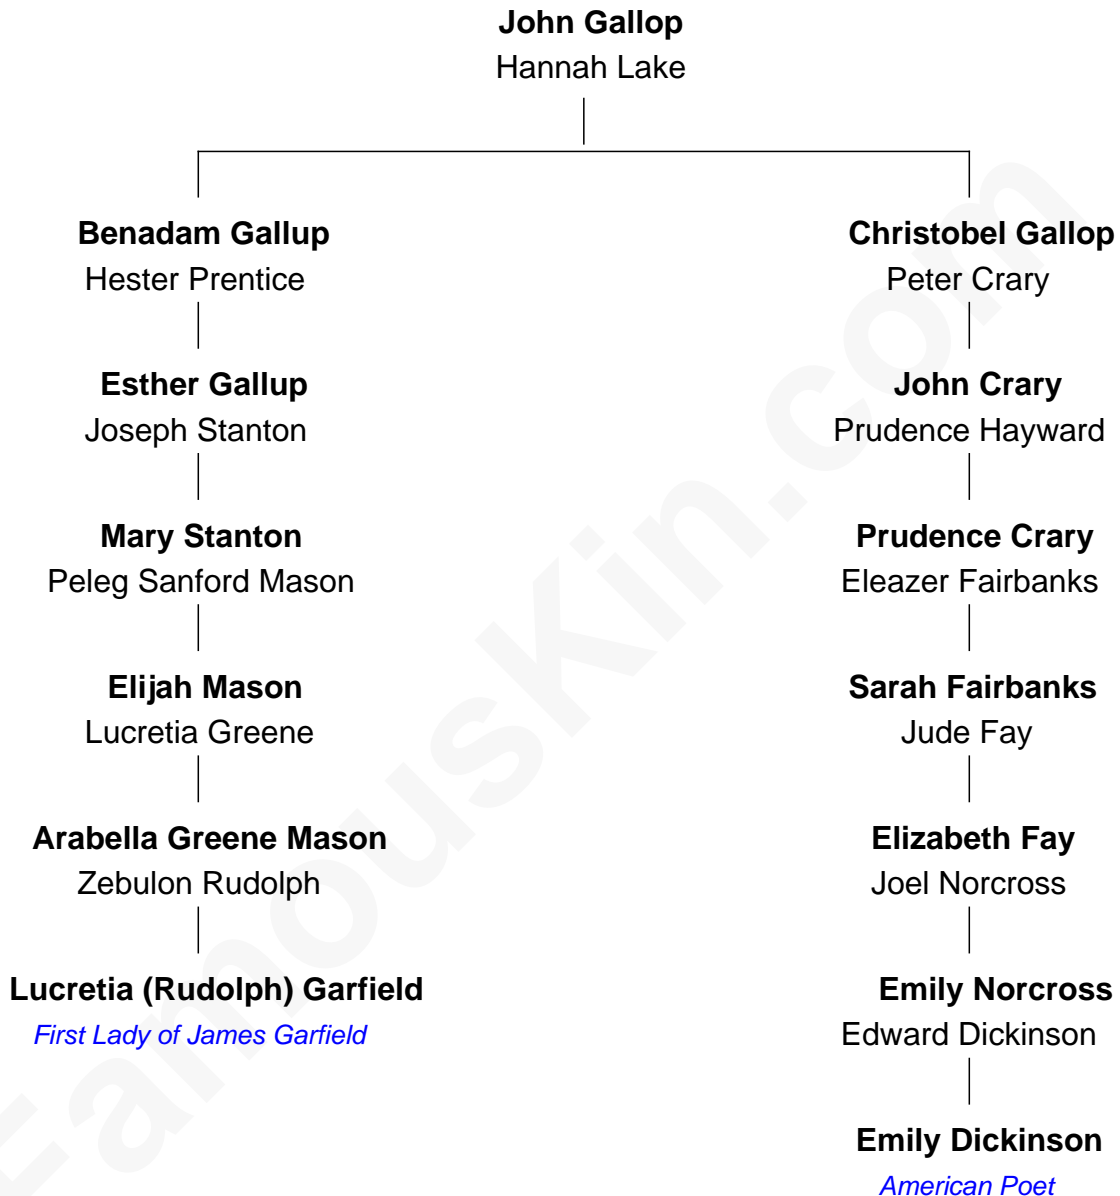 John Gallop
Hannah Lake
Benadam Gallup
Hester Prentice
Christobel Gallop
Peter Crary
Esther Gallup
Joseph Stanton
John Crary
Prudence Hayward
Mary Stanton
Peleg Sanford Mason
Prudence Crary
Eleazer Fairbanks
Elijah Mason
Lucretia Greene
Sarah Fairbanks
Jude Fay
Arabella Greene Mason
Zebulon Rudolph
Elizabeth Fay
Joel Norcross
Lucretia (Rudolph) Garfield
First Lady of James Garfield
Emily Norcross
Edward Dickinson
Emily Dickinson
American Poet
FamousKin.com